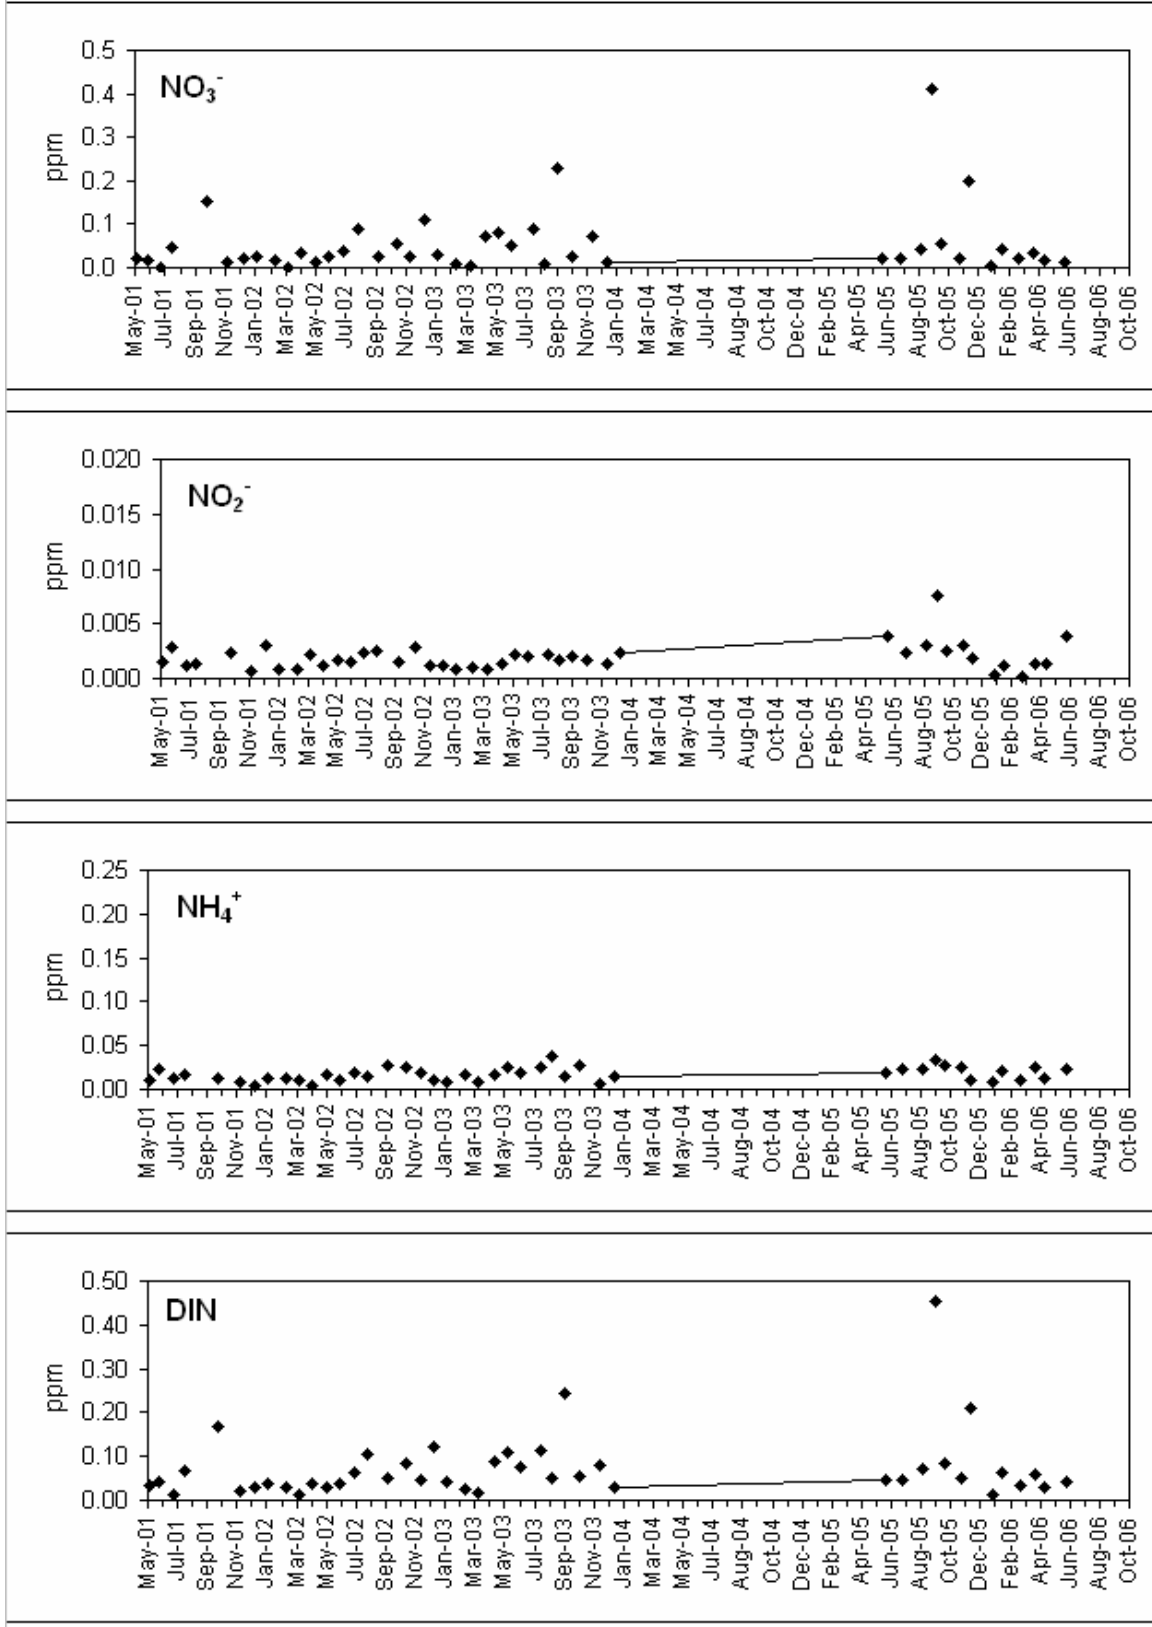 0.5
NO₃⁻
0.4
0.3
ppm
0.2
0.1
0.0
May-01 Jul-01 Sep-01 Nov-01 Jan-02 Mar-02 May-02 Jul-02 Sep-02 Nov-02 Jan-03 Mar-03 May-03 Jul-03 Sep-03 Nov-03 Jan-04 Mar-04 May-04 Jul-04 Aug-04 Oct-04 Dec-04 Feb-05 Apr-05 Jun-05 Aug-05 Oct-05 Dec-05 Feb-06 Apr-06 Jun-06 Aug-06 Oct-06
0.020
NO₂⁻
0.015
ppm
0.010
0.005
0.000
May-01 Jul-01 Sep-01 Nov-01 Jan-02 Mar-02 May-02 Jul-02 Sep-02 Nov-02 Jan-03 Mar-03 May-03 Jul-03 Sep-03 Nov-03 Jan-04 Mar-04 May-04 Jul-04 Aug-04 Oct-04 Dec-04 Feb-05 Apr-05 Jun-05 Aug-05 Oct-05 Dec-05 Feb-06 Apr-06 Jun-06 Aug-06 Oct-06
0.25
NH₄⁺
0.20
0.15
ppm
0.10
0.05
0.00
May-01 Jul-01 Sep-01 Nov-01 Jan-02 Mar-02 May-02 Jul-02 Sep-02 Nov-02 Jan-03 Mar-03 May-03 Jul-03 Sep-03 Nov-03 Jan-04 Mar-04 May-04 Jul-04 Aug-04 Oct-04 Dec-04 Feb-05 Apr-05 Jun-05 Aug-05 Oct-05 Dec-05 Feb-06 Apr-06 Jun-06 Aug-06 Oct-06
0.50
DIN
0.40
0.30
ppm
0.20
0.10
0.00
May-01 Jul-01 Sep-01 Nov-01 Jan-02 Mar-02 May-02 Jul-02 Sep-02 Nov-02 Jan-03 Mar-03 May-03 Jul-03 Sep-03 Nov-03 Jan-04 Mar-04 May-04 Jul-04 Aug-04 Oct-04 Dec-04 Feb-05 Apr-05 Jun-05 Aug-05 Oct-05 Dec-05 Feb-06 Apr-06 Jun-06 Aug-06 Oct-06